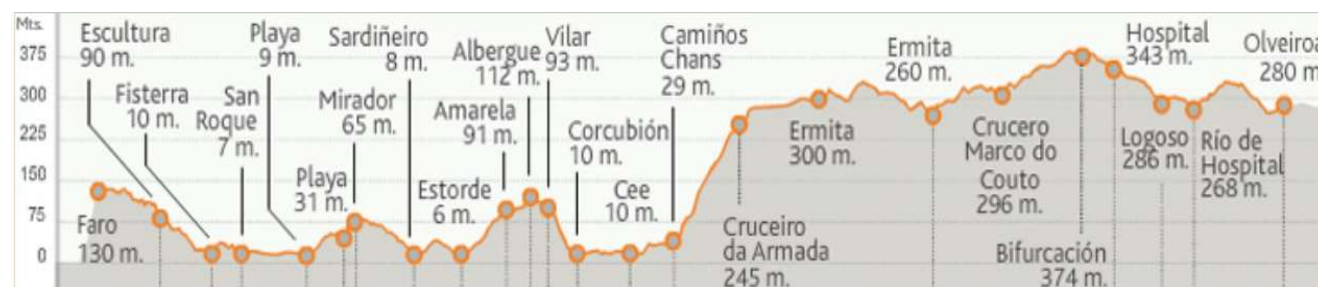 Mts.
375
300
225
150
75
0
Faro
130 m.
Escultura
90 m.
Fisterra
10 m.
San
Roque
7 m.
Playa
9 m.
Playa
31 m.
Mirador
65 m.
Sardiñeiro
8 m.
Estorde
6 m.
Amarela
91 m.
Albergue
112 m.
Vilar
93 m.
Corcubión
10 m.
Cee
10 m.
Camiños
Chans
29 m.
Cruceiro
da Armada
245 m.
Ermita
300 m.
Ermita
260 m.
Crucero
Marco do
Couto
296 m.
Bifurcación
374 m.
Hospital
343 m.
Logoso
286 m.
Río de
Hospital
268 m.
Olveiroa
280 m